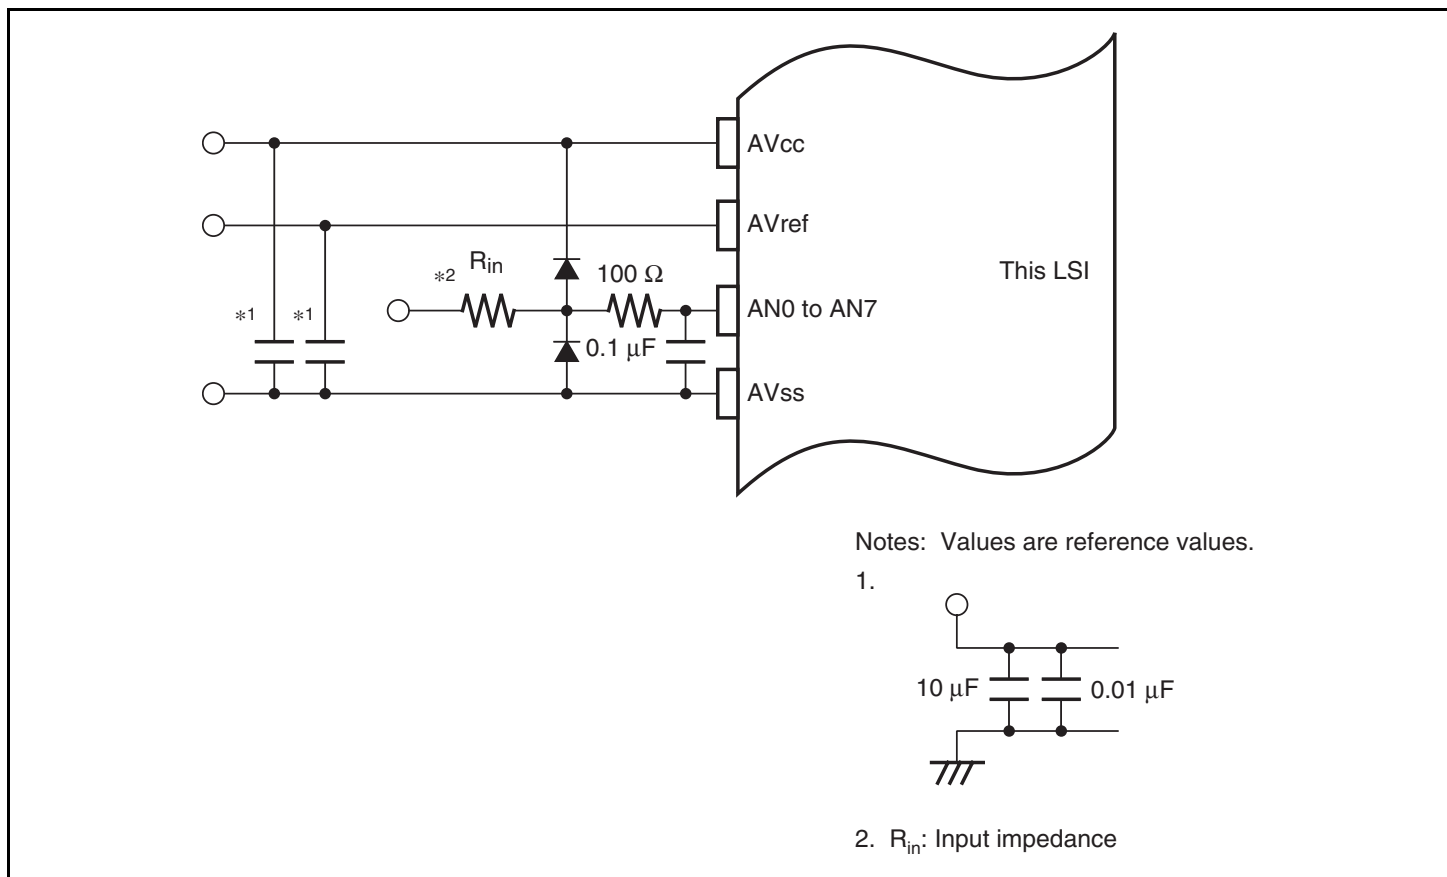 AVcc
AVref
*2 Rin
100 Ω
This LSI
AN0 to AN7
*1 *1
0.1 μF
AVss
Notes: Values are reference values.
1.
10 μF 0.01 μF
2. Rin: Input impedance